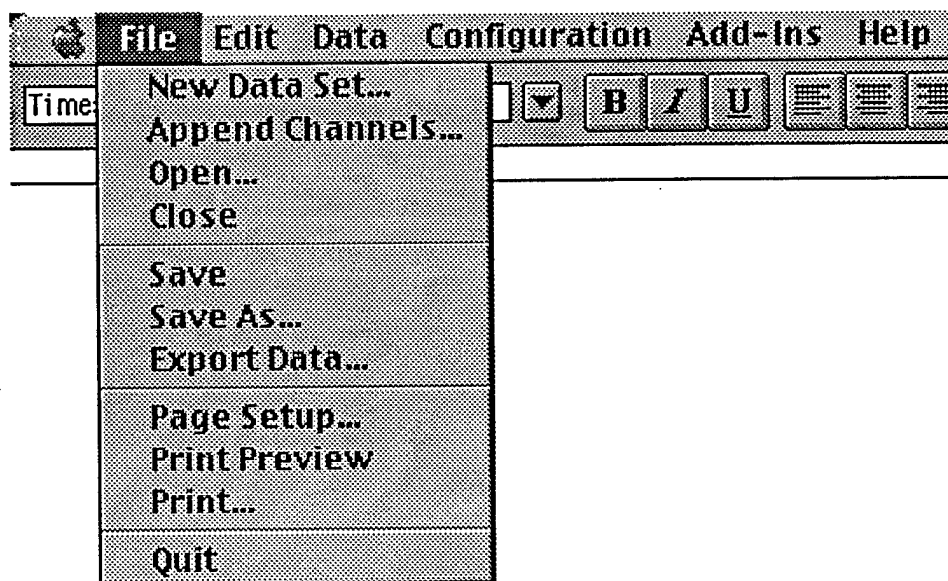 File Edit Data Configuration Add-Ins Help
Time
B I U
New Data Set...
Append Channels...
Open...
Close
Save
Save As...
Export Data...
Page Setup...
Print Preview
Print...
Quit